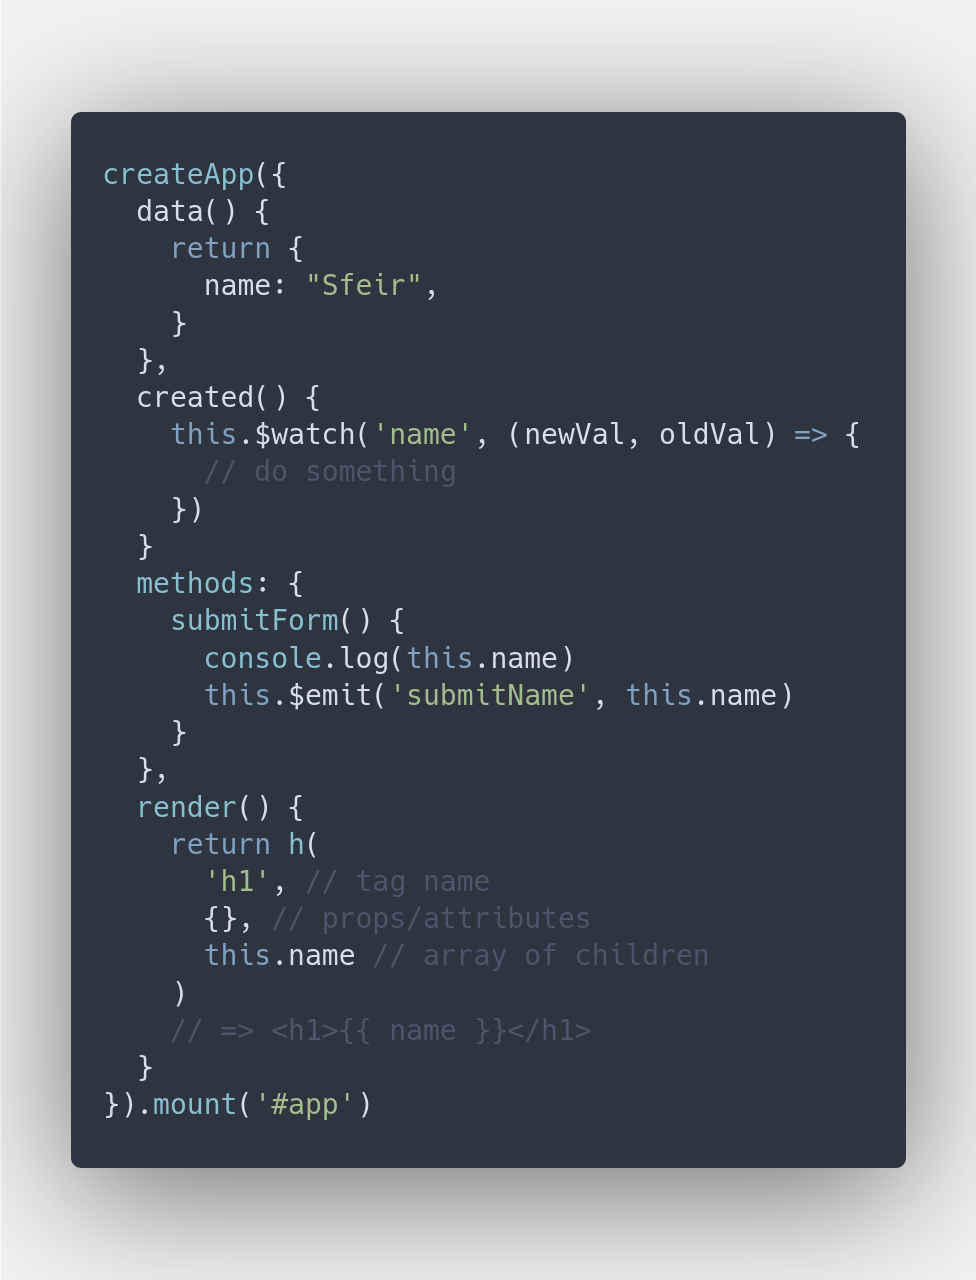 createApp({
  data() {
    return {
      name: "Sfeir",
    }
  },
  created() {
    this.$watch('name', (newVal, oldVal) => {
      // do something
    })
  }
  methods: {
    submitForm() {
      console.log(this.name)
      this.$emit('submitName', this.name)
    }
  },
  render() {
    return h(
      'h1', // tag name
      {}, // props/attributes
      this.name // array of children
    )
    // => <h1>{{ name }}</h1>
  }
}).mount('#app')